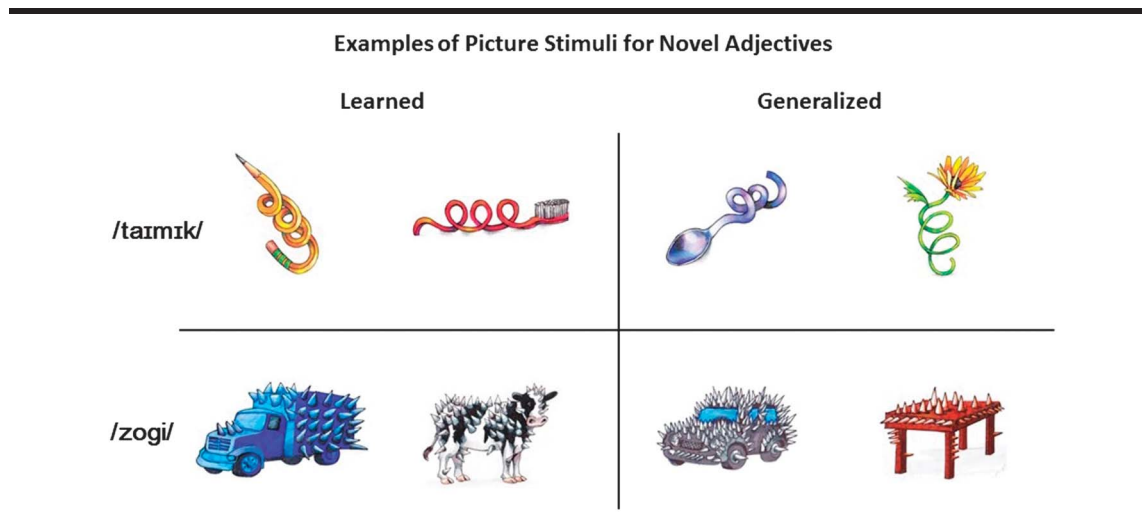 Examples of Picture Stimuli for Novel Adjectives
Learned
Generalized
/taɪmɪk/
/zogi/